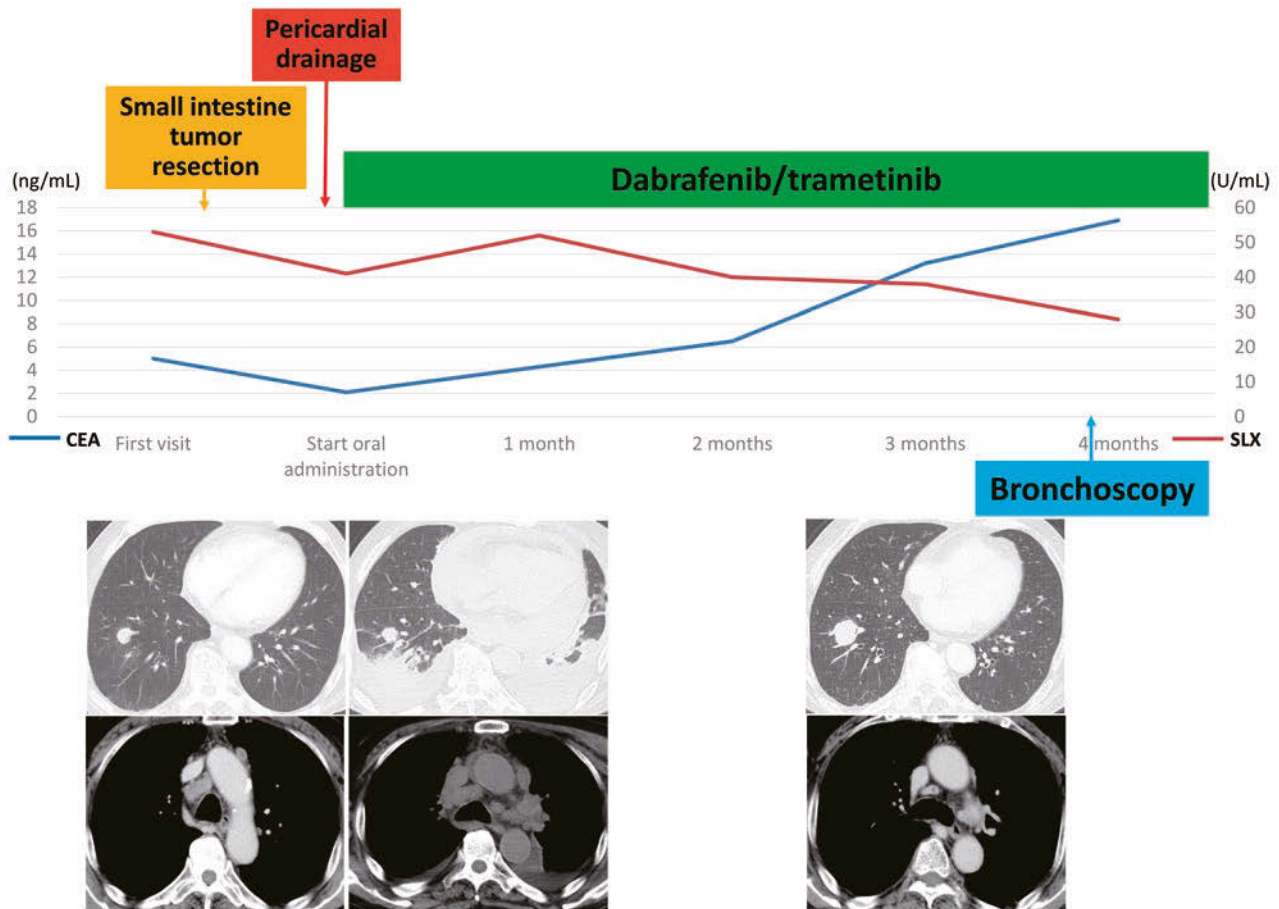 Pericardial
drainage
Small intestine
tumor
resection
Dabrafenib/trametinib
(ng/mL)
(U/mL)
18
16
14
12
10
8
6
4
2
0
60
50
40
30
20
10
0
CEA
First visit
Start oral
administration
1 month
2 months
3 months
4 months
SLX
Bronchoscopy